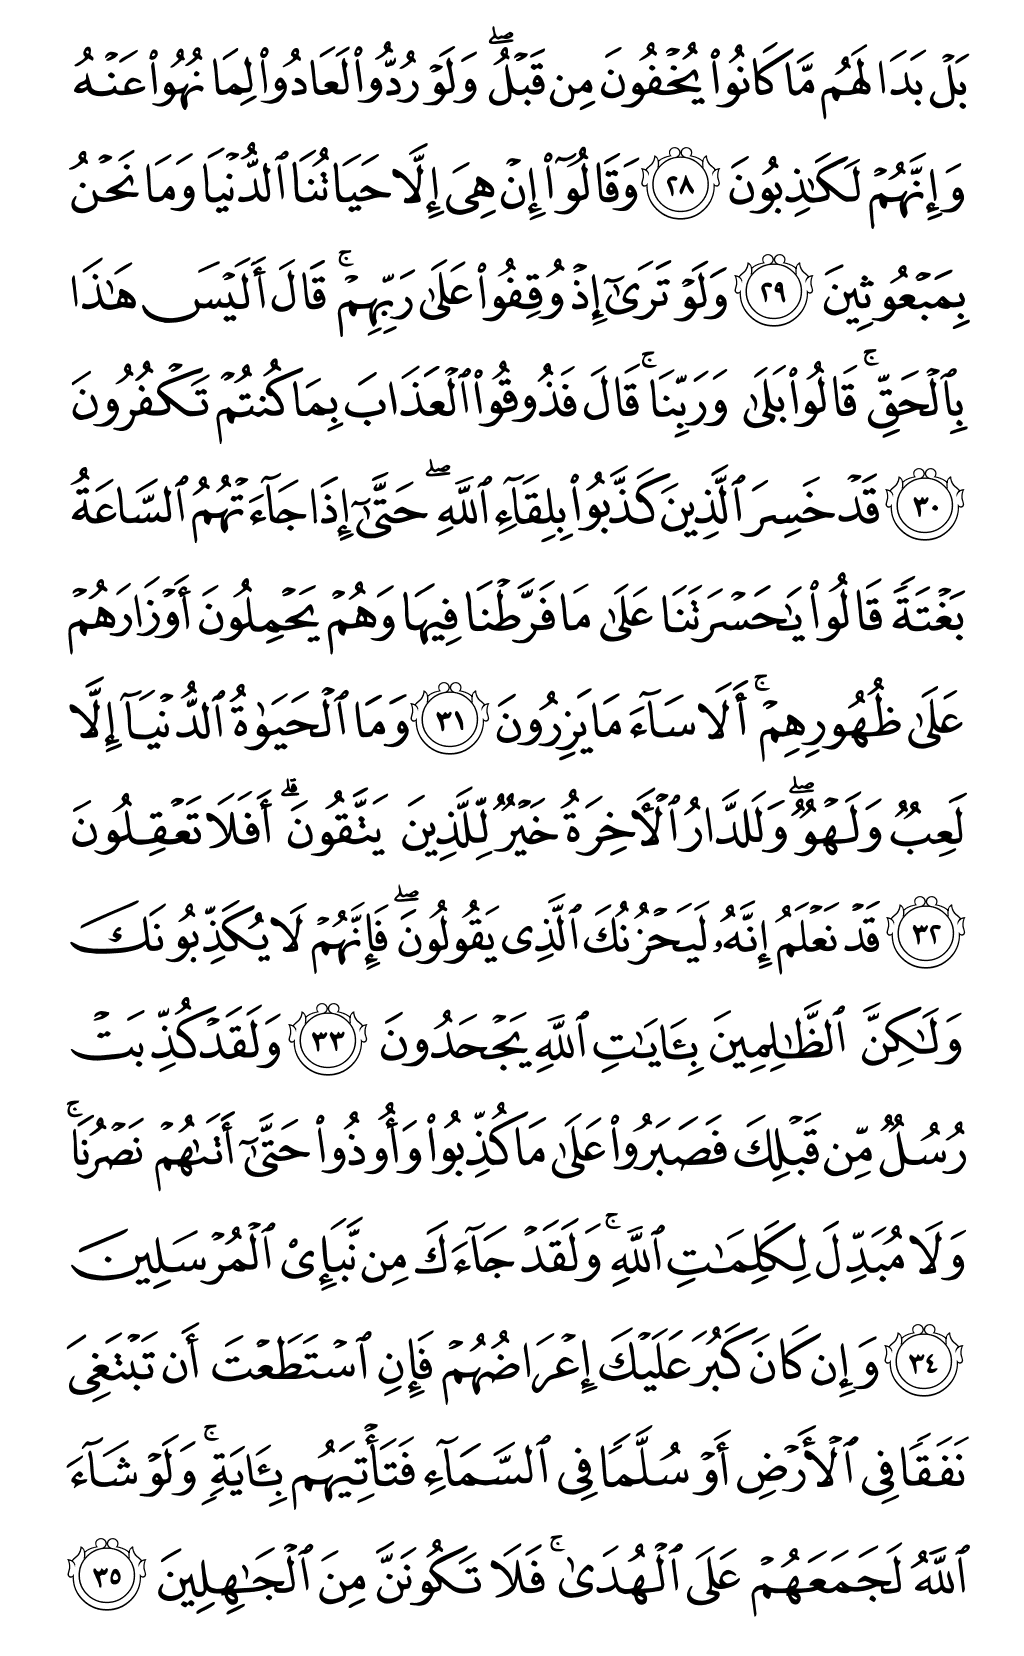 بَلۡ بَدَا لَهُم مَّا كَانُواْ يُخۡفُونَ مِن قَبۡلُۖ وَلَوۡ رُدُّواْ لَعَادُواْ لِمَا نُهُواْ عَنۡهُ
وَإِنَّهُمۡ لَكَٰذِبُونَ ٢٨ وَقَالُوٓاْ إِنۡ هِيَ إِلَّا حَيَاتُنَا ٱلدُّنۡيَا وَمَا نَحۡنُ
بِمَبۡعُوثِينَ ٢٩ وَلَوۡ تَرَىٰٓ إِذۡ وُقِفُواْ عَلَىٰ رَبِّهِمۡۚ قَالَ أَلَيۡسَ هَٰذَا
بِٱلۡحَقِّۚ قَالُواْ بَلَىٰ وَرَبِّنَاۚ قَالَ فَذُوقُواْ ٱلۡعَذَابَ بِمَا كُنتُمۡ تَكۡفُرُونَ
٣٠ قَدۡ خَسِرَ ٱلَّذِينَ كَذَّبُواْ بِلِقَآءِ ٱللَّهِۖ حَتَّىٰٓ إِذَا جَآءَتۡهُمُ ٱلسَّاعَةُ
بَغۡتَةٗ قَالُواْ يَٰحَسۡرَتَنَا عَلَىٰ مَا فَرَّطۡنَا فِيهَا وَهُمۡ يَحۡمِلُونَ أَوۡزَارَهُمۡ
عَلَىٰ ظُهُورِهِمۡۚ أَلَا سَآءَ مَا يَزِرُونَ ٣١ وَمَا ٱلۡحَيَوٰةُ ٱلدُّنۡيَآ إِلَّا
لَعِبٞ وَلَهۡوٞۖ وَلَلدَّارُ ٱلۡأٓخِرَةُ خَيۡرٞ لِّلَّذِينَ يَتَّقُونَۚ أَفَلَا تَعۡقِلُونَ
٣٢ قَدۡ نَعۡلَمُ إِنَّهُۥ لَيَحۡزُنُكَ ٱلَّذِي يَقُولُونَۖ فَإِنَّهُمۡ لَا يُكَذِّبُونَكَ
وَلَٰكِنَّ ٱلظَّٰلِمِينَ بِـَٔايَٰتِ ٱللَّهِ يَجۡحَدُونَ ٣٣ وَلَقَدۡ كُذِّبَتۡ
رُسُلٞ مِّن قَبۡلِكَ فَصَبَرُواْ عَلَىٰ مَا كُذِّبُواْ وَأُوذُواْ حَتَّىٰٓ أَتَىٰهُمۡ نَصۡرُنَاۚ
وَلَا مُبَدِّلَ لِكَلِمَٰتِ ٱللَّهِۚ وَلَقَدۡ جَآءَكَ مِن نَّبَإِيْ ٱلۡمُرۡسَلِينَ
٣٤ وَإِن كَانَ كَبُرَ عَلَيۡكَ إِعۡرَاضُهُمۡ فَإِنِ ٱسۡتَطَعۡتَ أَن تَبۡتَغِيَ
نَفَقٗا فِي ٱلۡأَرۡضِ أَوۡ سُلَّمٗا فِي ٱلسَّمَآءِ فَتَأۡتِيَهُم بِـَٔايَةٖۚ وَلَوۡ شَآءَ
ٱللَّهُ لَجَمَعَهُمۡ عَلَى ٱلۡهُدَىٰۚ فَلَا تَكُونَنَّ مِنَ ٱلۡجَٰهِلِينَ ٣٥